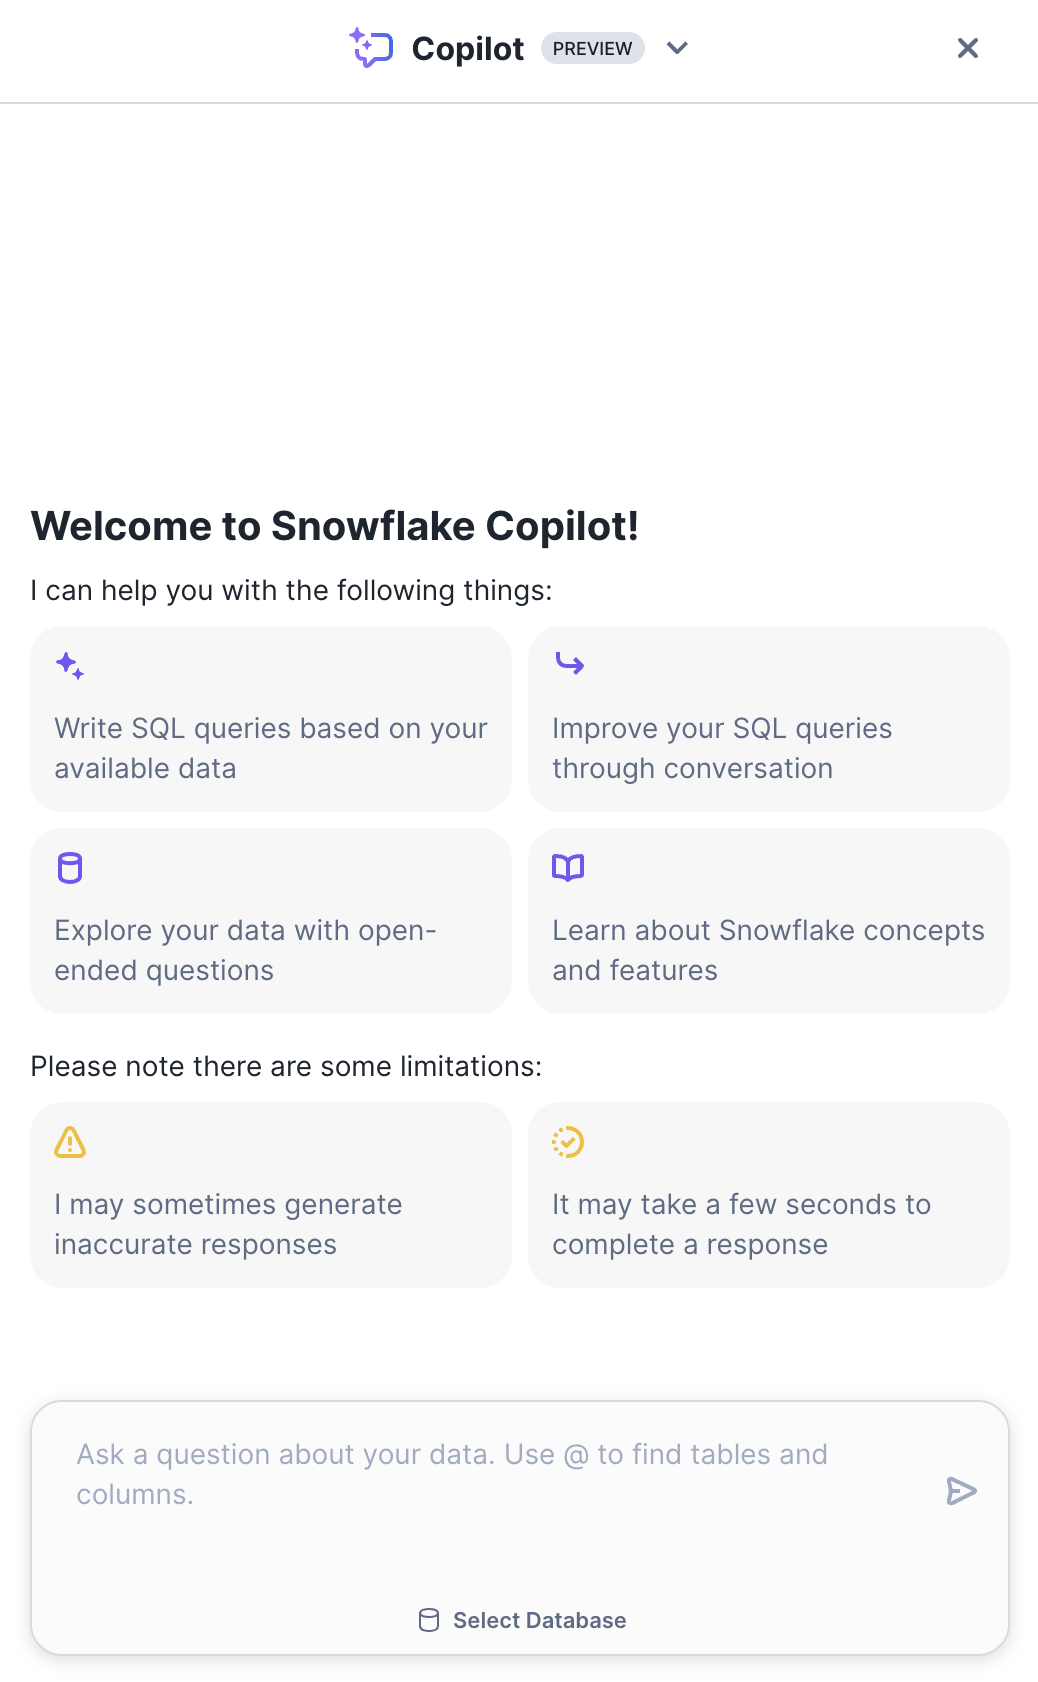 Copilot PREVIEW
Welcome to Snowflake Copilot!
I can help you with the following things:
Write SQL queries based on your
available data
Improve your SQL queries
through conversation
Explore your data with open-
ended questions
Learn about Snowflake concepts
and features
Please note there are some limitations:
I may sometimes generate
inaccurate responses
It may take a few seconds to
complete a response
Ask a question about your data. Use @ to find tables and
columns.
Select Database